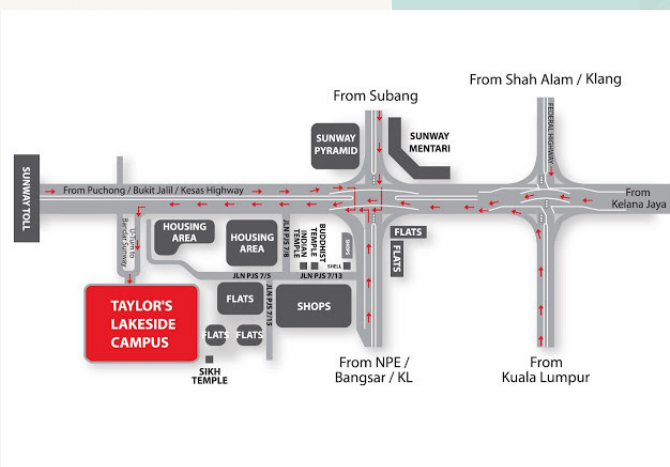 From Shah Alam / Klang
From Subang
FEDERAL HIGHWAY
SUNWAY
PYRAMID
SUNWAY
MENTARI
SUNWAY TOLL
From Puchong / Bukit Jalil / Kesas Highway
From
Kelana Jaya
U-Turn to
Bandar Sunway
HOUSING
AREA
HOUSING
AREA
JLN PJS 7/8
INDIAN
TEMPLE
BUDDHIST
TEMPLE
SHOPS
SHELL
FLATS
FLATS
JLN PJS 7/5
JLN PJS 7/13
TAYLOR'S
LAKESIDE
CAMPUS
FLATS
JLN PJS 7/15
SHOPS
FLATS
FLATS
SIKH
TEMPLE
From NPE /
Bangsar / KL
From
Kuala Lumpur